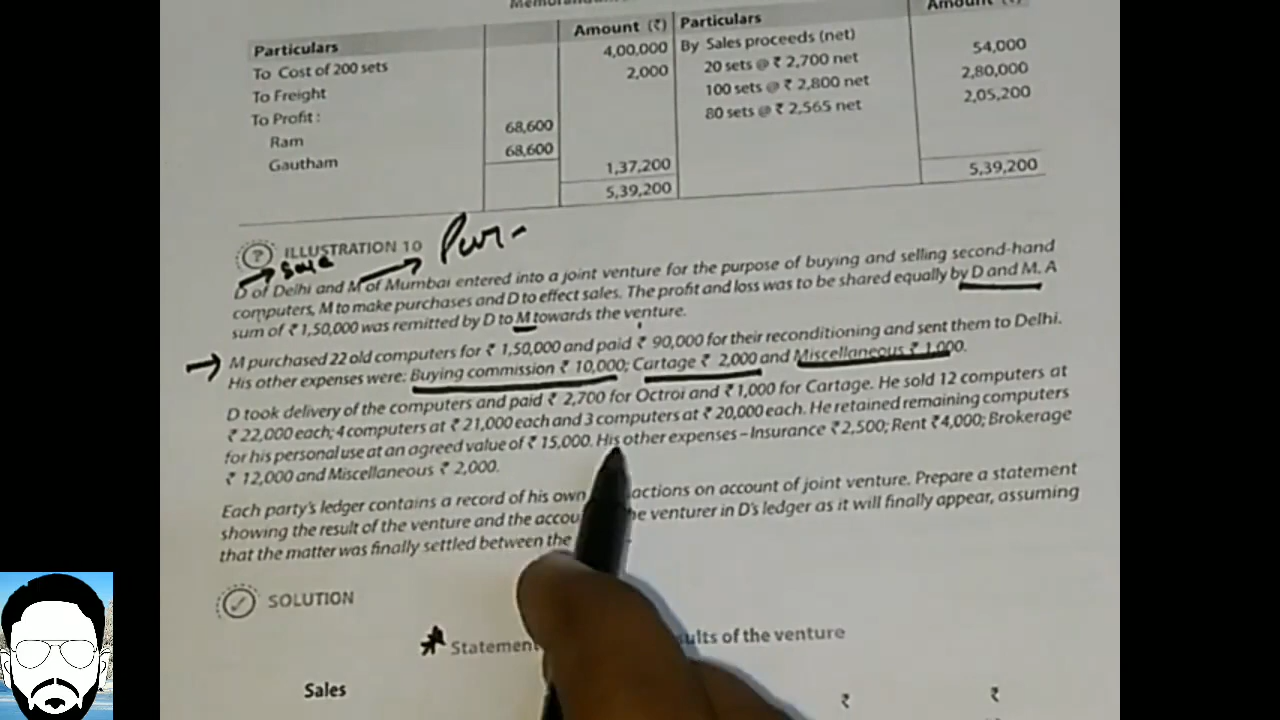 Particulars Amount (₹) Particulars
To Cost of 200 sets 4,00,000 By Sales proceeds (net)
To Freight 2,000 20 sets @ ₹ 2,700 net 54,000
To Profit : 100 sets @ ₹ 2,800 net 2,80,000
Ram 68,600 80 sets @ ₹ 2,565 net 2,05,200
Gautham 68,600 1,37,200
5,39,200 5,39,200
? ILLUSTRATION 10
Sale
D of Delhi and M of Mumbai entered into a joint venture for the purpose of buying and selling second-hand
computers, M to make purchases and D to effect sales. The profit and loss was to be shared equally by D and M. A
sum of ₹ 1,50,000 was remitted by D to M towards the venture.
M purchased 22 old computers for ₹ 1,50,000 and paid ₹ 90,000 for their reconditioning and sent them to Delhi.
His other expenses were: Buying commission ₹ 10,000; Cartage ₹ 2,000 and Miscellaneous ₹ 1,000.
D took delivery of the computers and paid ₹ 2,700 for Octroi and ₹ 1,000 for Cartage. He sold 12 computers at
₹ 22,000 each; 4 computers at ₹ 21,000 each and 3 computers at ₹ 20,000 each. He retained remaining computers
for his personal use at an agreed value of ₹ 15,000. His other expenses – Insurance ₹ 2,500; Rent ₹ 4,000; Brokerage
₹ 12,000 and Miscellaneous ₹ 2,000.
Each party's ledger contains a record of his own actions on account of joint venture. Prepare a statement
showing the result of the venture and the accou he venturer in D's ledger as it will finally appear, assuming
that the matter was finally settled between the
SOLUTION
Statement ults of the venture
Sales ₹ ₹